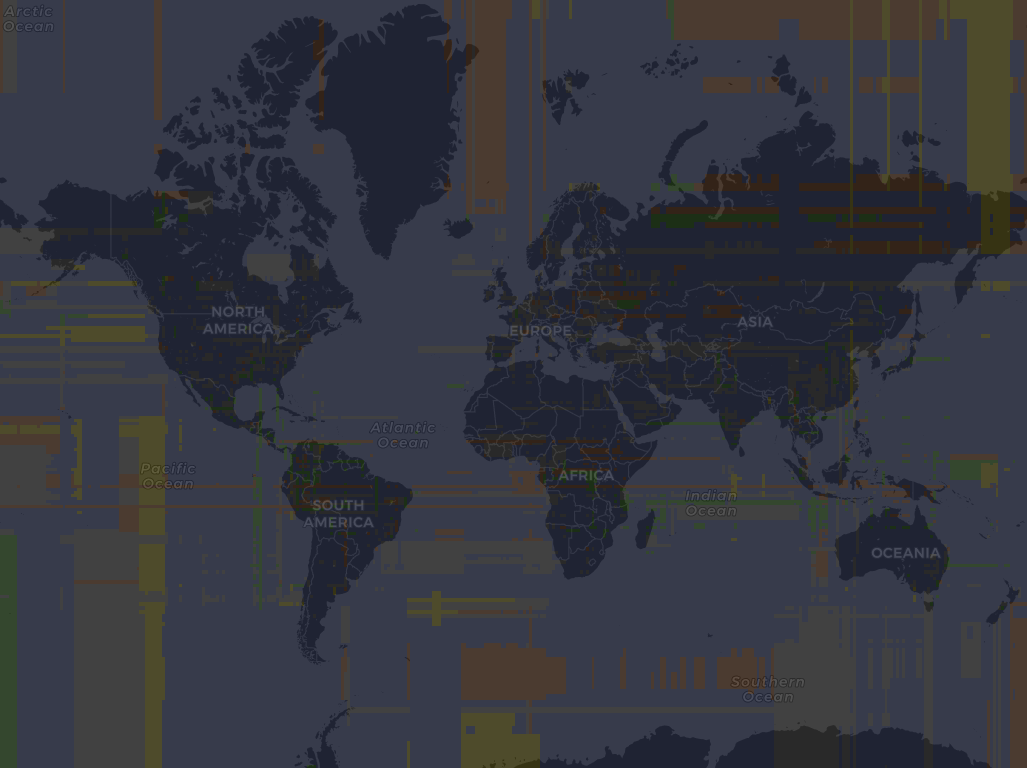 Arctic
Ocean
NORTH
AMERICA
EUROPE
ASIA
Atlantic
Ocean
Pacific
Ocean
AFRICA
SOUTH
AMERICA
Indian
Ocean
OCEANIA
Southern
Ocean